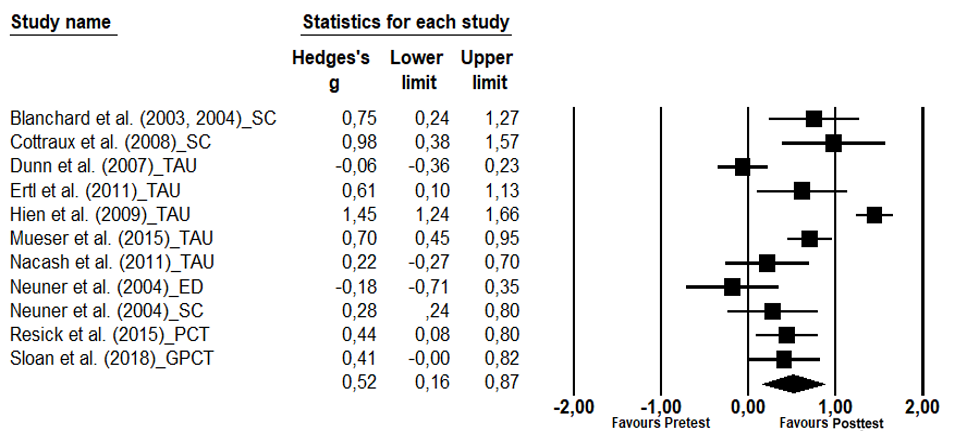 Study name Statistics for each study
Hedges's Lower Upper
g limit limit
Blanchard et al. (2003, 2004)_SC 0,75 0,24 1,27
Cottraux et al. (2008)_SC 0,98 0,38 1,57
Dunn et al. (2007)_TAU -0,06 -0,36 0,23
Ertl et al. (2011)_TAU 0,61 0,10 1,13
Hien et al. (2009)_TAU 1,45 1,24 1,66
Mueser et al. (2015)_TAU 0,70 0,45 0,95
Nacash et al. (2011)_TAU 0,22 -0,27 0,70
Neuner et al. (2004)_ED -0,18 -0,71 0,35
Neuner et al. (2004)_SC 0,28 ,24 0,80
Resick et al. (2015)_PCT 0,44 0,08 0,80
Sloan et al. (2018)_GPCT 0,41 -0,00 0,82
0,52 0,16 0,87
-2,00 -1,00 0,00 1,00 2,00
Favours Pretest Favours Posttest